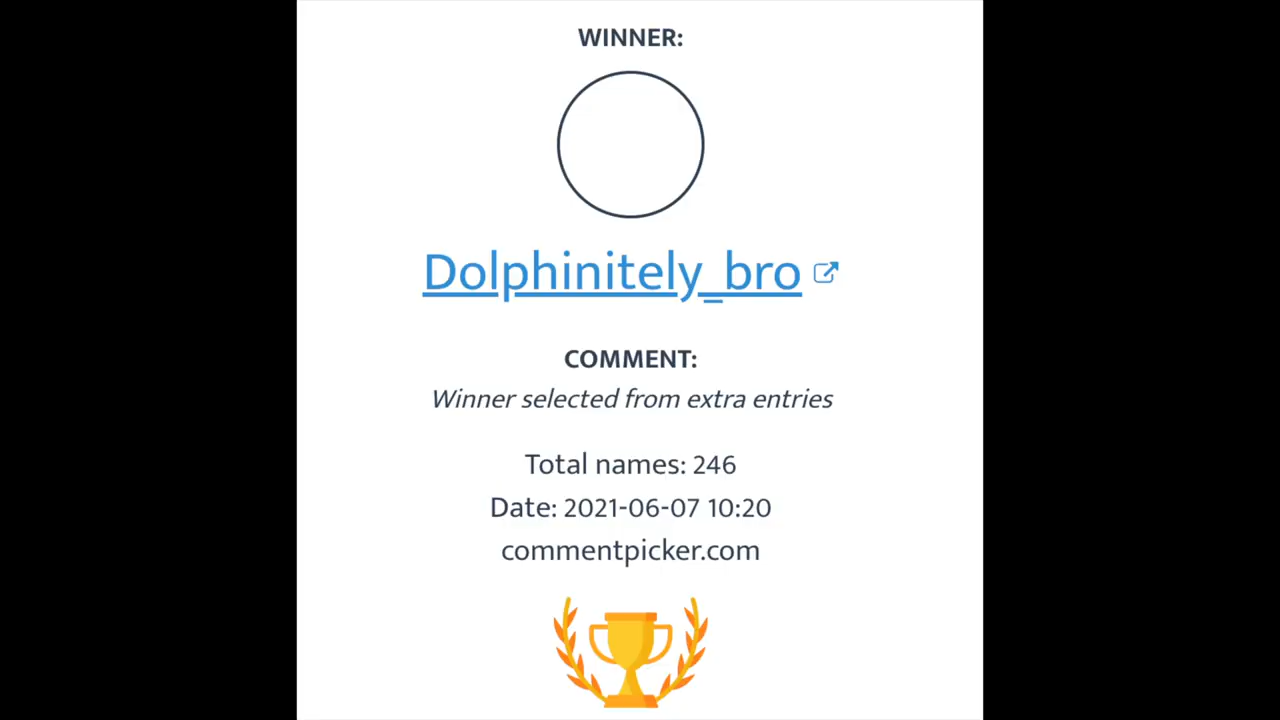 WINNER:
Dolphinitely_bro
COMMENT:
Winner selected from extra entries
Total names: 246
Date: 2021-06-07 10:20
commentpicker.com